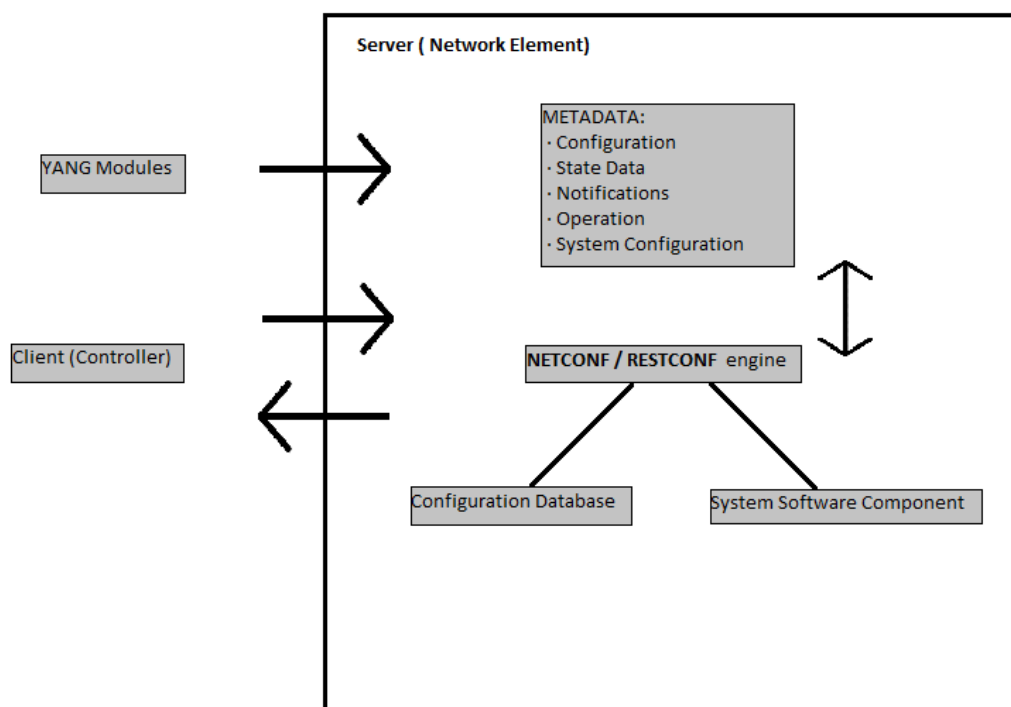 Server ( Network Element)
METADATA:
· Configuration
· State Data
· Notifications
· Operation
· System Configuration
YANG Modules
Client (Controller)
NETCONF / RESTCONF engine
Configuration Database
System Software Component